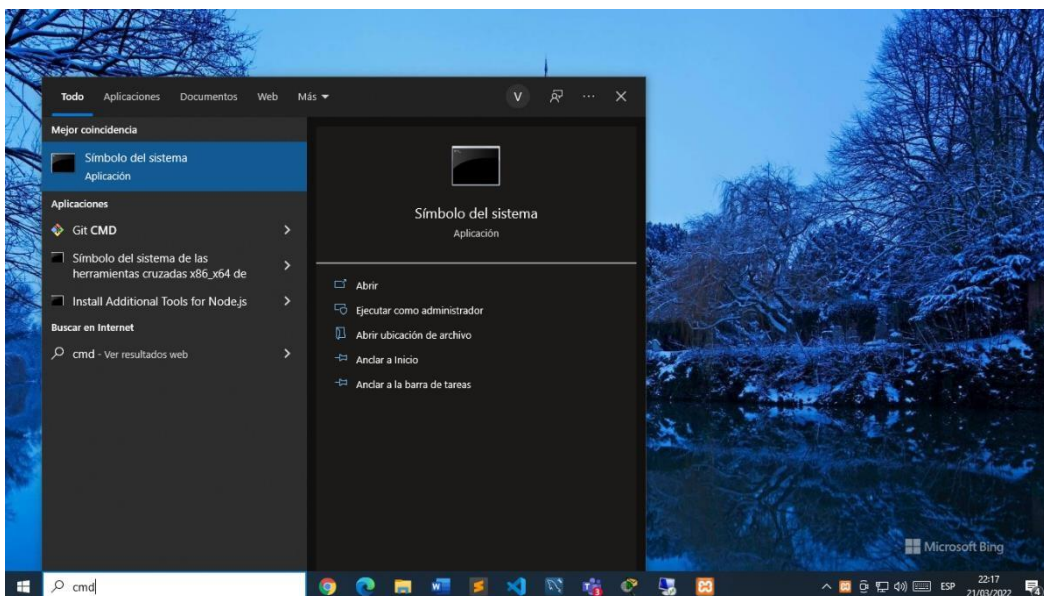 Todo Aplicaciones Documentos Web Más V ...
Mejor coincidencia
Símbolo del sistema
Aplicación
Aplicaciones
Git CMD
Símbolo del sistema de las
herramientas cruzadas x86_x64 de
Install Additional Tools for Node.js
Buscar en Internet
cmd - Ver resultados web
Símbolo del sistema
Aplicación
Abrir
Ejecutar como administrador
Abrir ubicación de archivo
Anclar a Inicio
Anclar a la barra de tareas
Microsoft Bing
cmd
ESP
22:17
21/03/2022